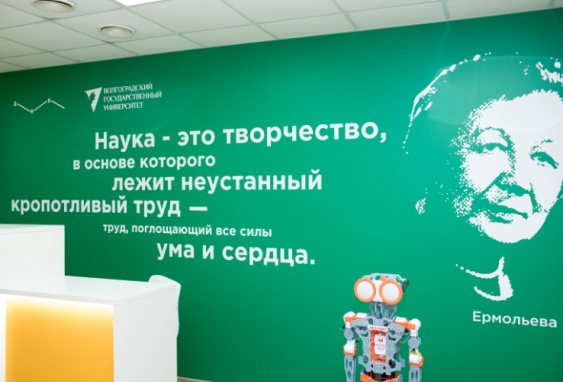 ВОЛГОГРАДСКИЙ
ГОСУДАРСТВЕННЫЙ
УНИВЕРСИТЕТ
Наука - это творчество,
в основе которого
лежит неустанный
кропотливый труд —
труд, поглощающий все силы
ума и сердца.
Ермольева